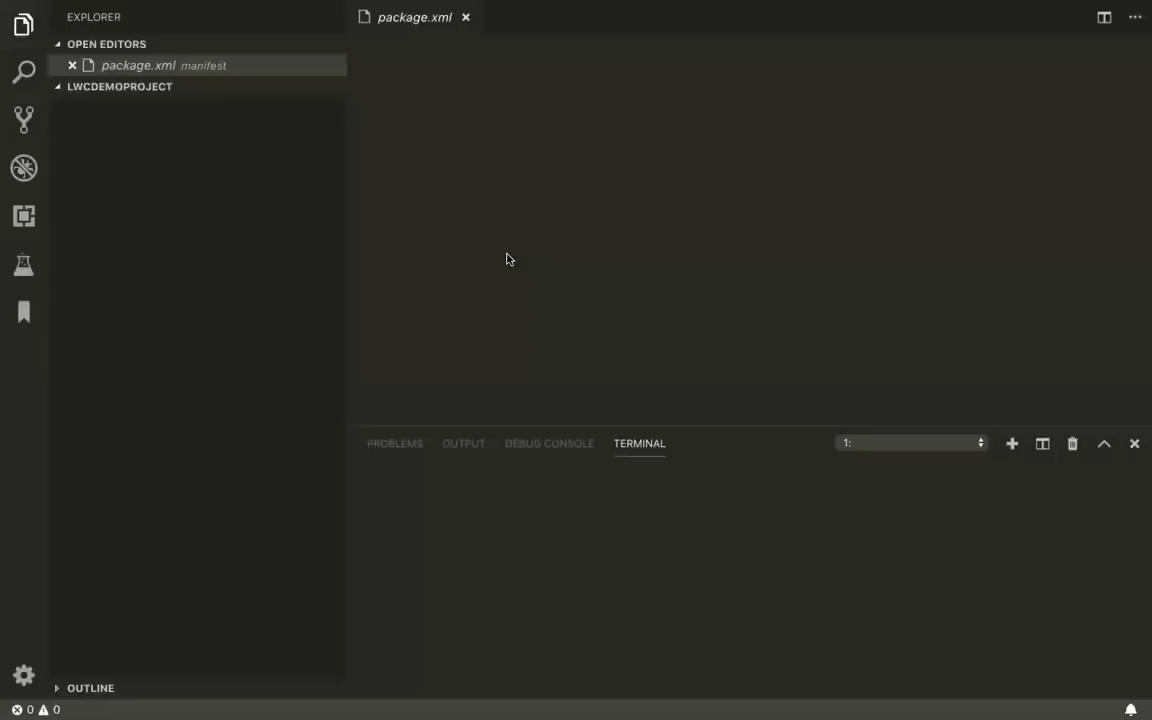 EXPLORER
package.xml
OPEN EDITORS
package.xml manifest
LWCDEMOPROJECT
PROBLEMS OUTPUT DEBUG CONSOLE TERMINAL 1:
OUTLINE
0 0